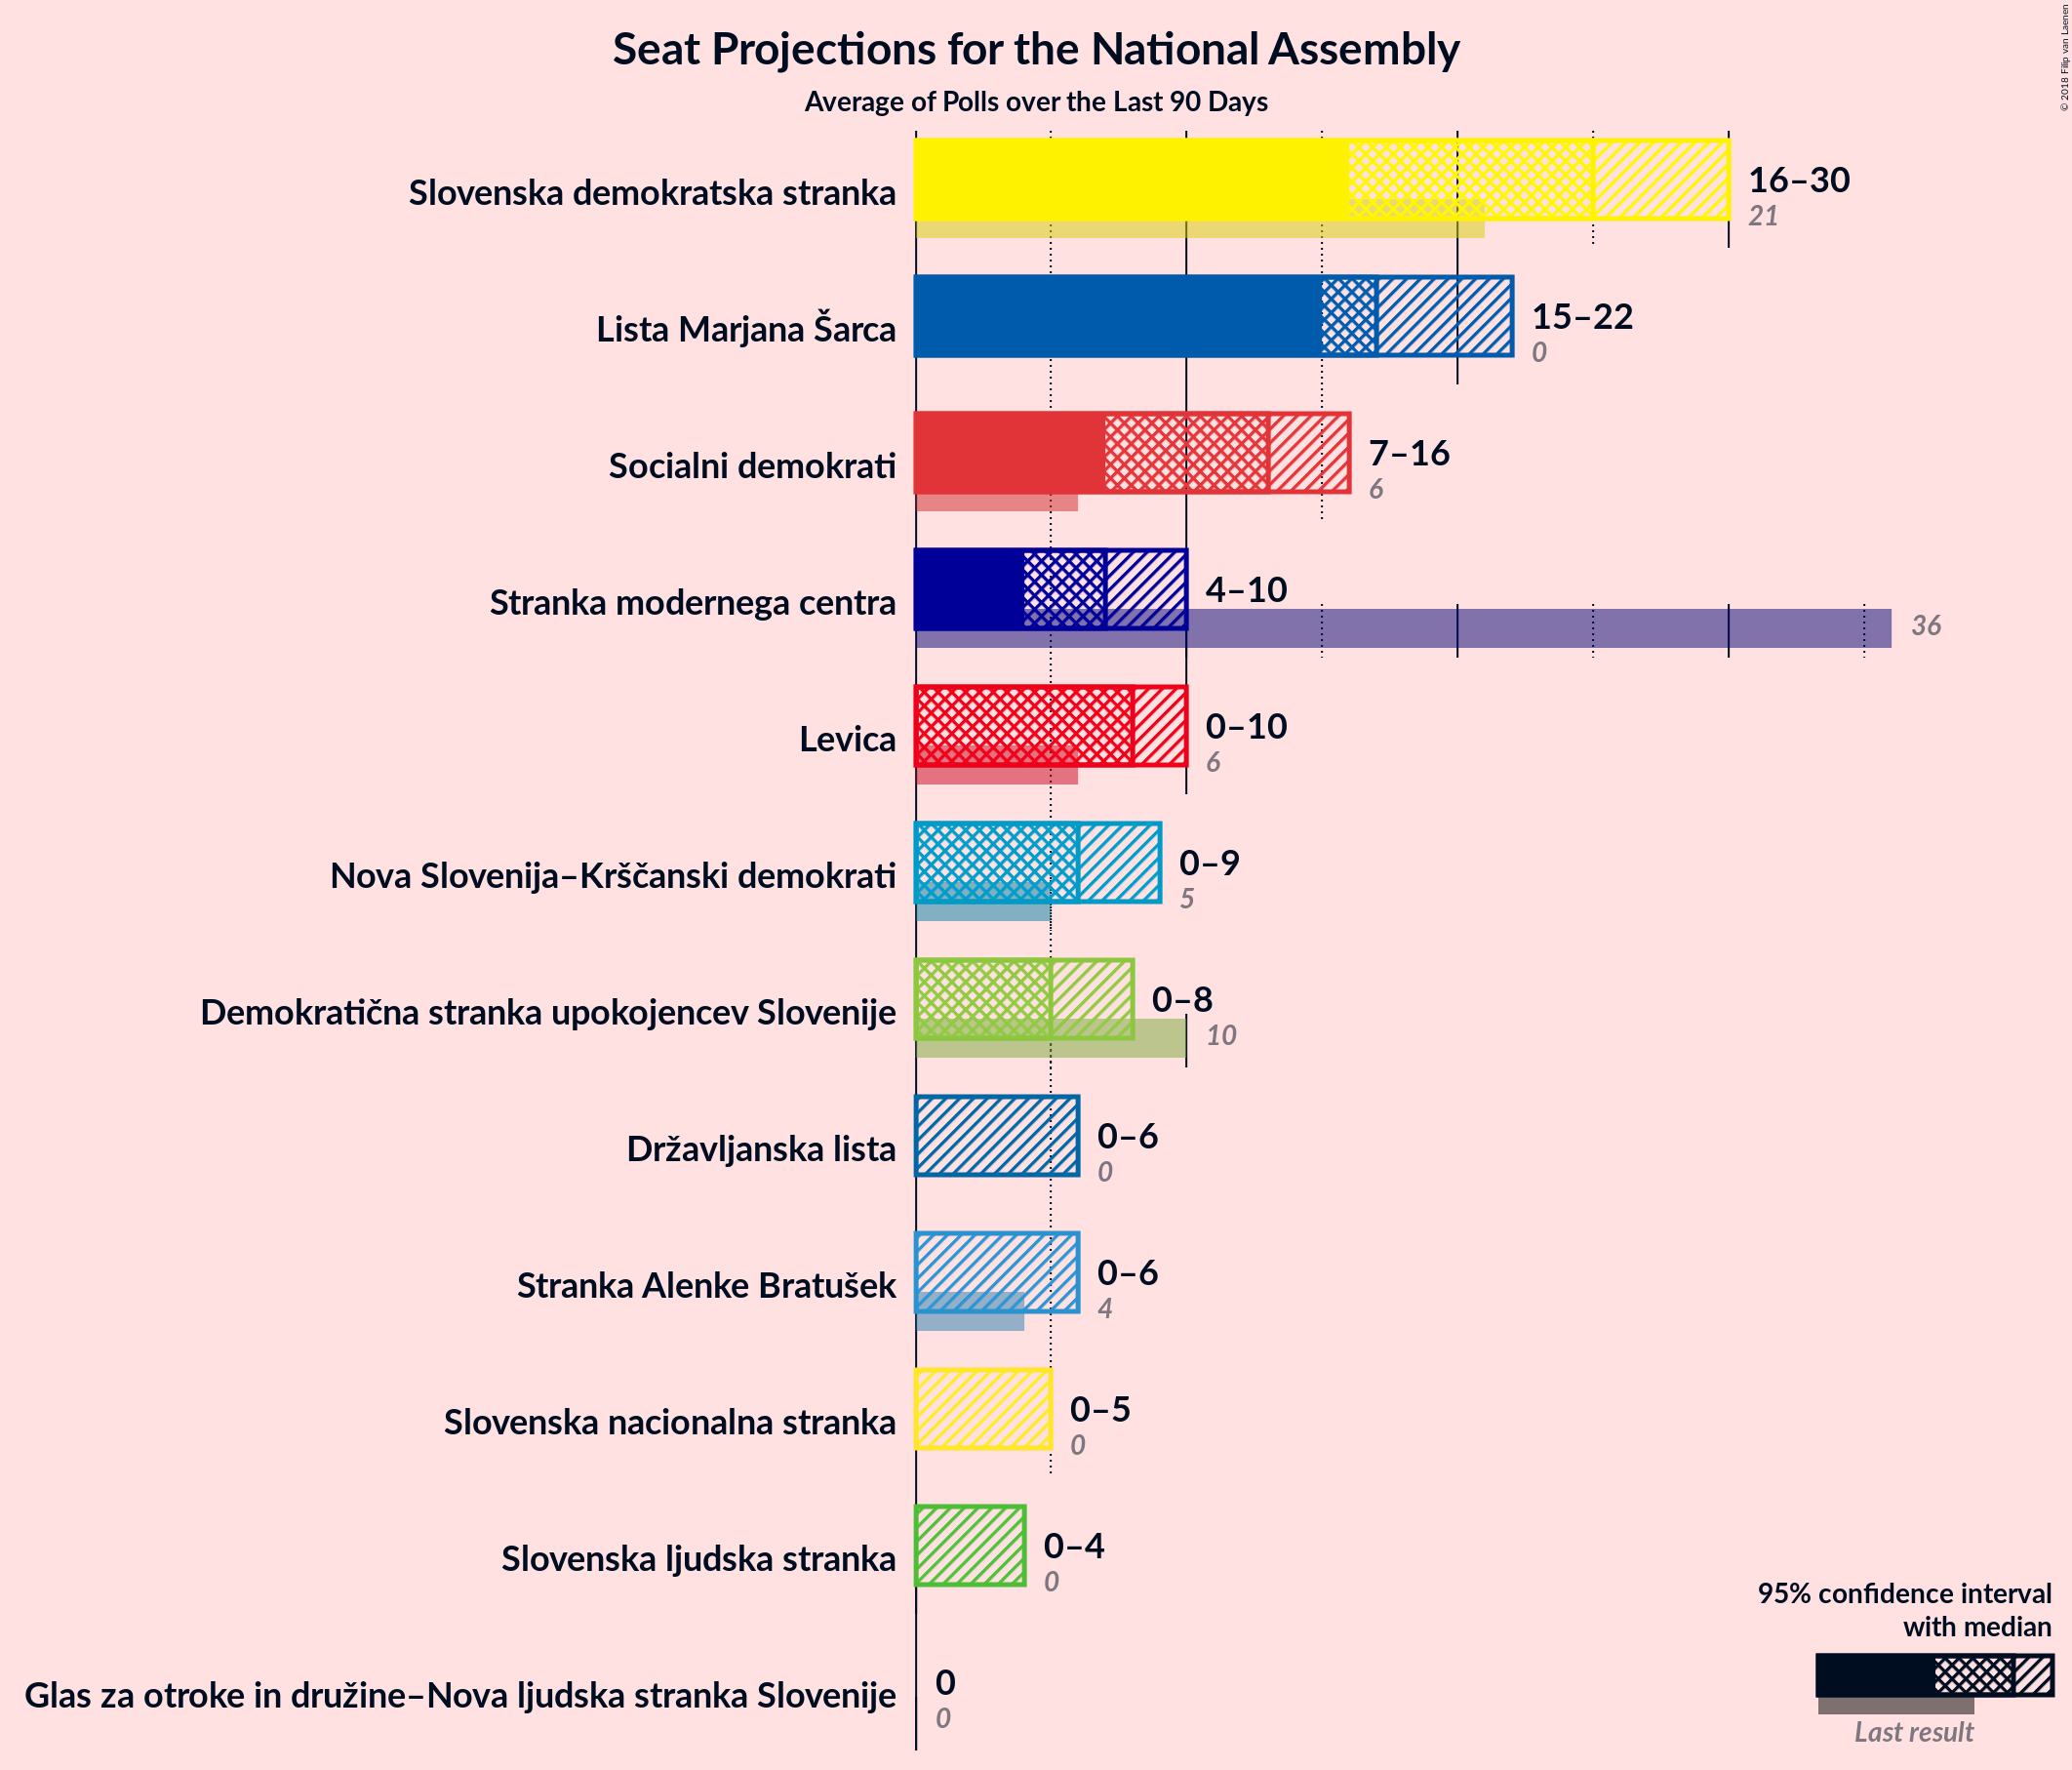 Seat Projections for the National Assembly
Average of Polls over the Last 90 Days
© 2018 Filip van Laenen
Slovenska demokratska stranka
16–30
21
Lista Marjana Šarca
15–22
0
Socialni demokrati
7–16
6
Stranka modernega centra
4–10
36
Levica
0–10
6
Nova Slovenija–Krščanski demokrati
0–9
5
Demokratična stranka upokojencev Slovenije
0–8
10
Državljanska lista
0–6
0
Stranka Alenke Bratušek
0–6
4
Slovenska nacionalna stranka
0–5
0
Slovenska ljudska stranka
0–4
0
Glas za otroke in družine–Nova ljudska stranka Slovenije
0
0
95% confidence interval
with median
Last result